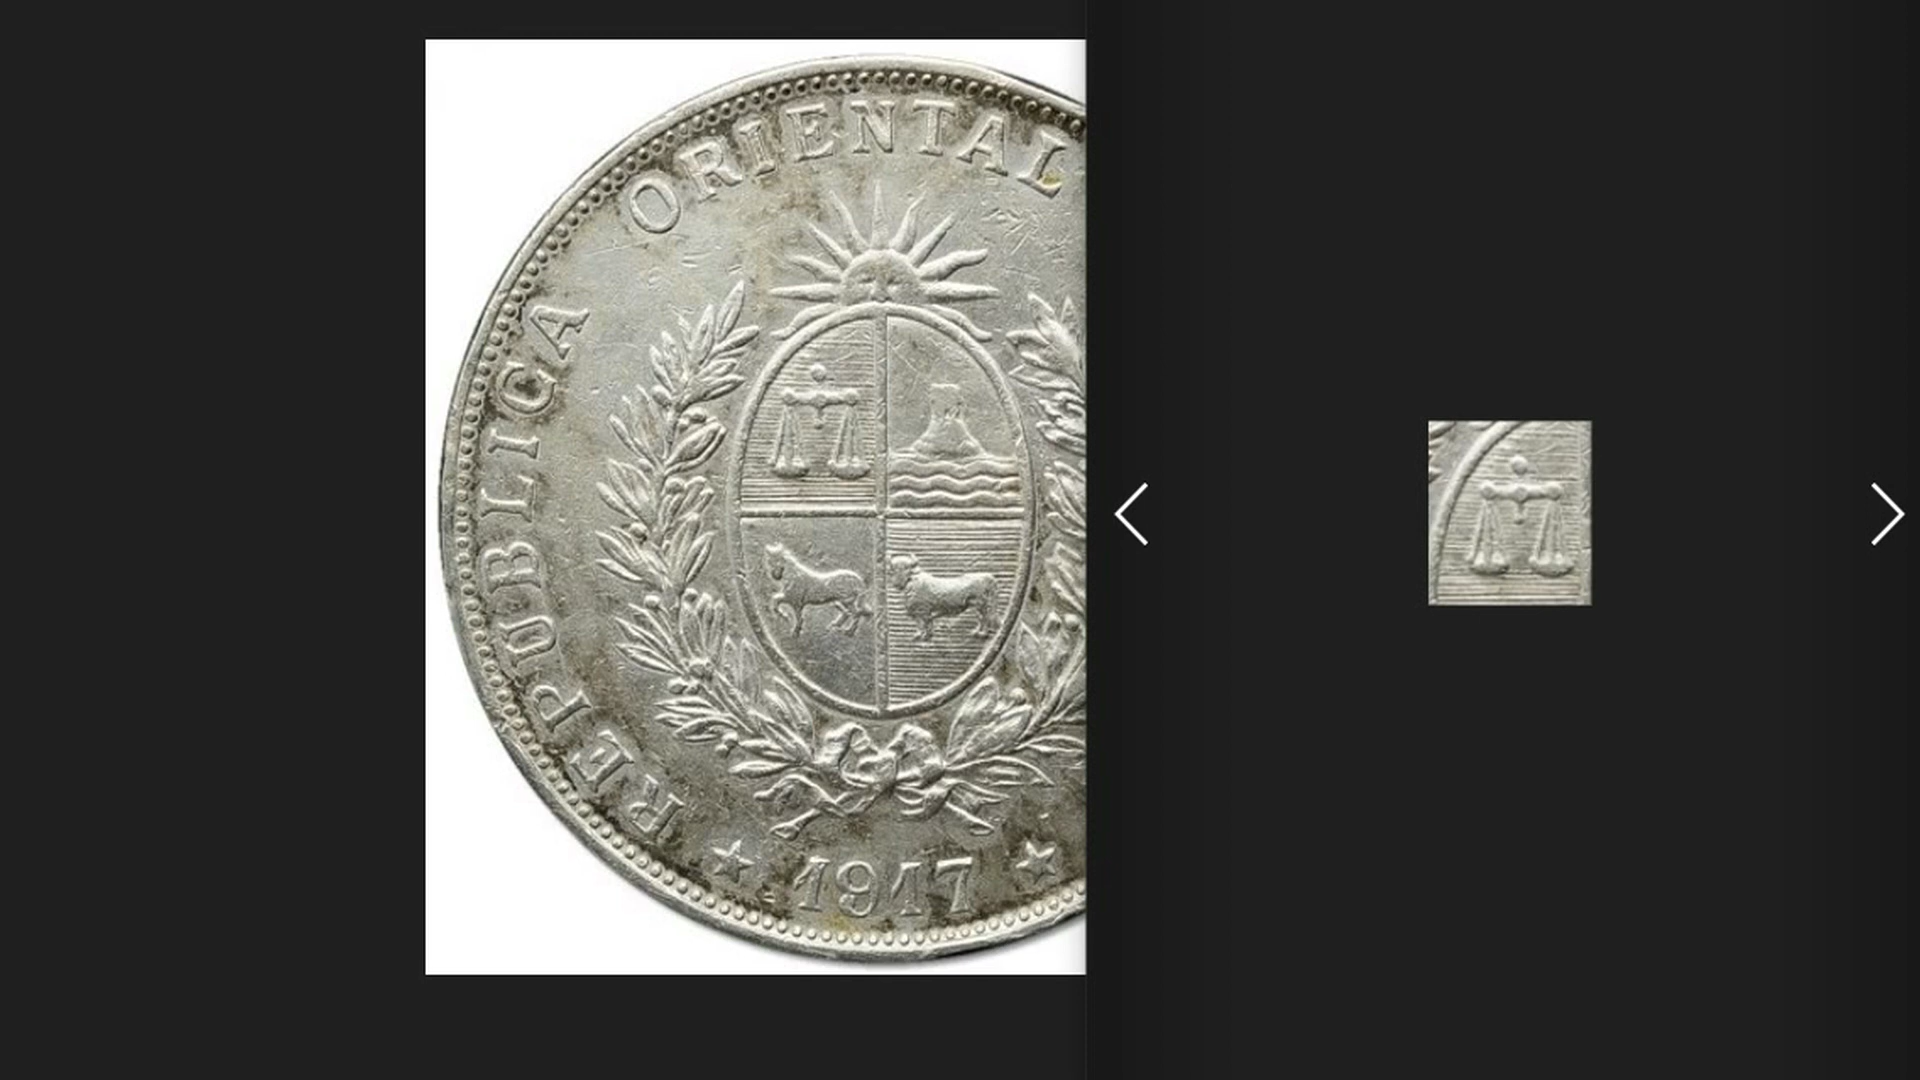 REPUBLICA ORIENTAL
★ 1917 ★